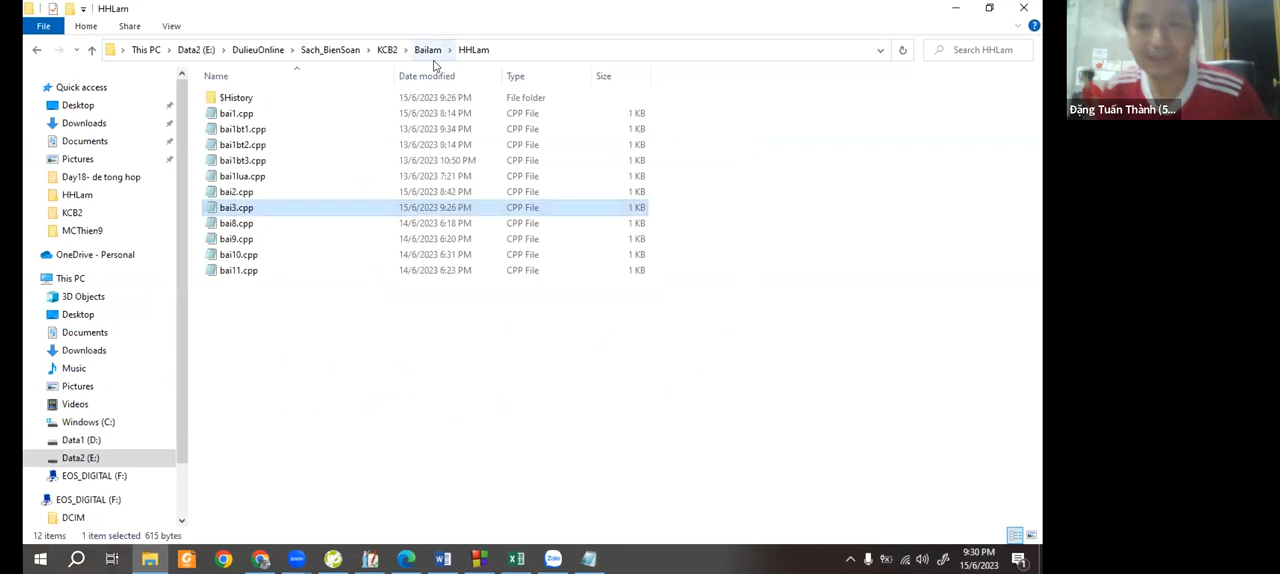 HHLam
File
Home
Share
View
This PC
Data2 (E:)
DulieuOnline
Sach_BienSoan
KCB2
Bailam
HHLam
Search HHLam
Name
Date modified
Type
Size
Quick access
Desktop
Downloads
Documents
Pictures
Day18- de tong hop
HHLam
KCB2
MCThien9
OneDrive - Personal
This PC
3D Objects
Desktop
Documents
Downloads
Music
Pictures
Videos
Windows (C:)
Data1 (D:)
Data2 (E:)
EOS_DIGITAL (F:)
EOS_DIGITAL (F:)
DCIM
$History 15/6/2023 9:26 PM File folder
bai1.cpp 15/6/2023 8:14 PM CPP File 1 KB
bai1bt1.cpp 13/6/2023 9:34 PM CPP File 1 KB
bai1bt2.cpp 13/6/2023 9:14 PM CPP File 1 KB
bai1bt3.cpp 13/6/2023 10:50 PM CPP File 1 KB
bai1lua.cpp 13/6/2023 7:21 PM CPP File 1 KB
bai2.cpp 15/6/2023 8:42 PM CPP File 1 KB
bai3.cpp 15/6/2023 9:26 PM CPP File 1 KB
bai8.cpp 14/6/2023 6:18 PM CPP File 1 KB
bai9.cpp 14/6/2023 6:20 PM CPP File 1 KB
bai10.cpp 14/6/2023 6:31 PM CPP File 1 KB
bai11.cpp 14/6/2023 6:23 PM CPP File 1 KB
12 items 1 item selected 615 bytes
Đặng Tuấn Thành (5...
zoom
Zalo
9:30 PM
15/6/2023
1